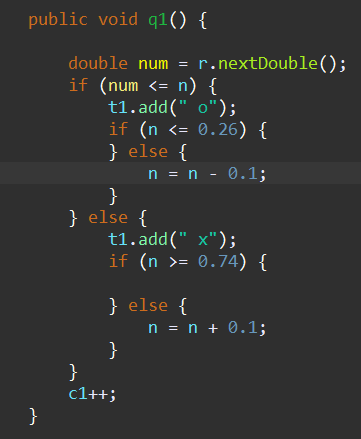 public void q1() {
double num = r.nextDouble();
if (num <= n) {
t1.add(" o");
if (n <= 0.26) {
} else {
n = n - 0.1;
}
} else {
t1.add(" x");
if (n >= 0.74) {
} else {
n = n + 0.1;
}
}
c1++;
}